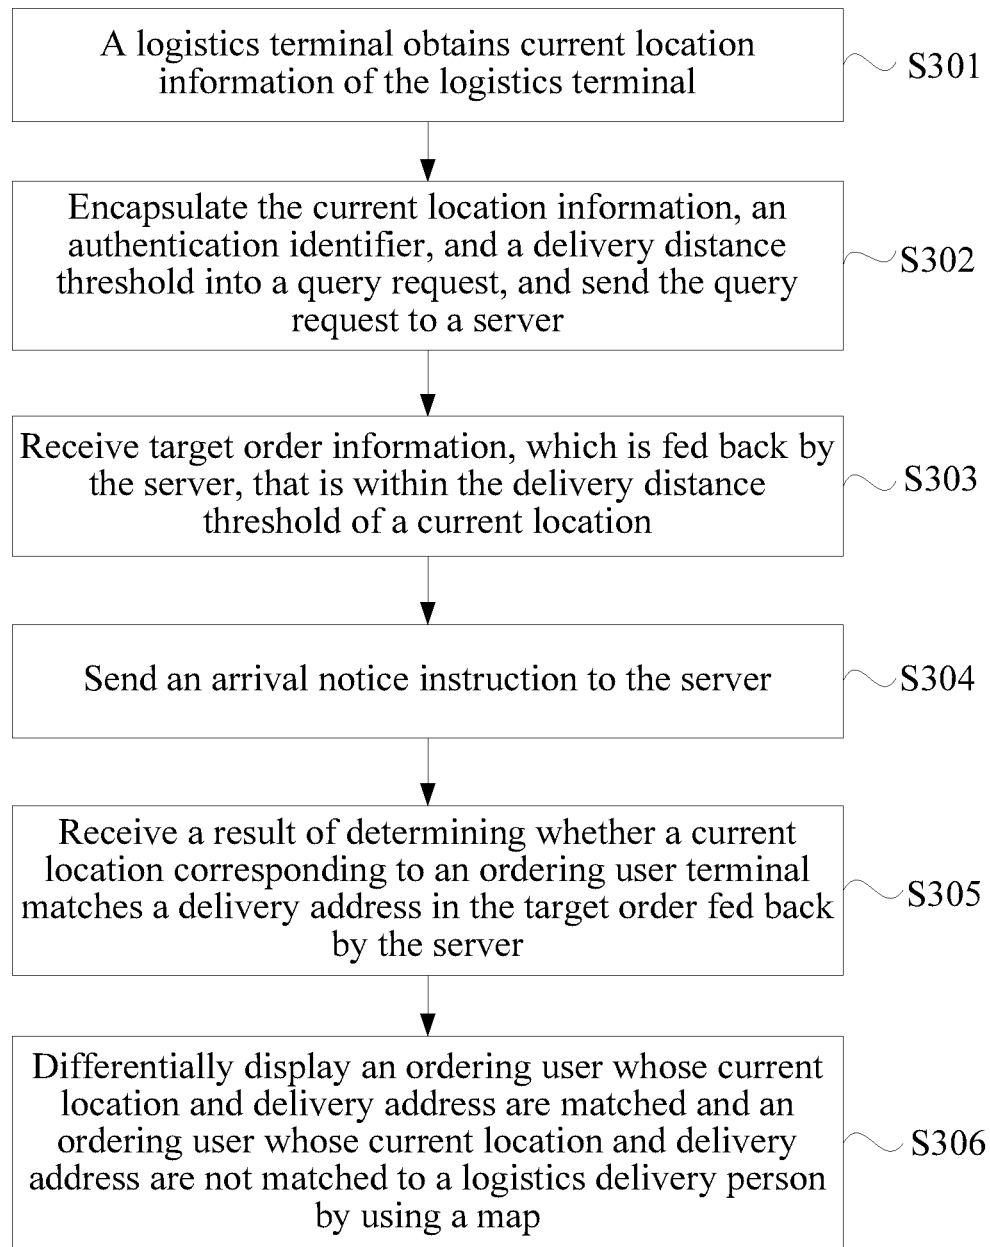 A logistics terminal obtains current location
information of the logistics terminal
S301
Encapsulate the current location information, an
authentication identifier, and a delivery distance
threshold into a query request, and send the query
request to a server
S302
Receive target order information, which is fed back by
the server, that is within the delivery distance
threshold of a current location
S303
Send an arrival notice instruction to the server
S304
Receive a result of determining whether a current
location corresponding to an ordering user terminal
matches a delivery address in the target order fed back
by the server
S305
Differentially display an ordering user whose current
location and delivery address are matched and an
ordering user whose current location and delivery
address are not matched to a logistics delivery person
by using a map
S306